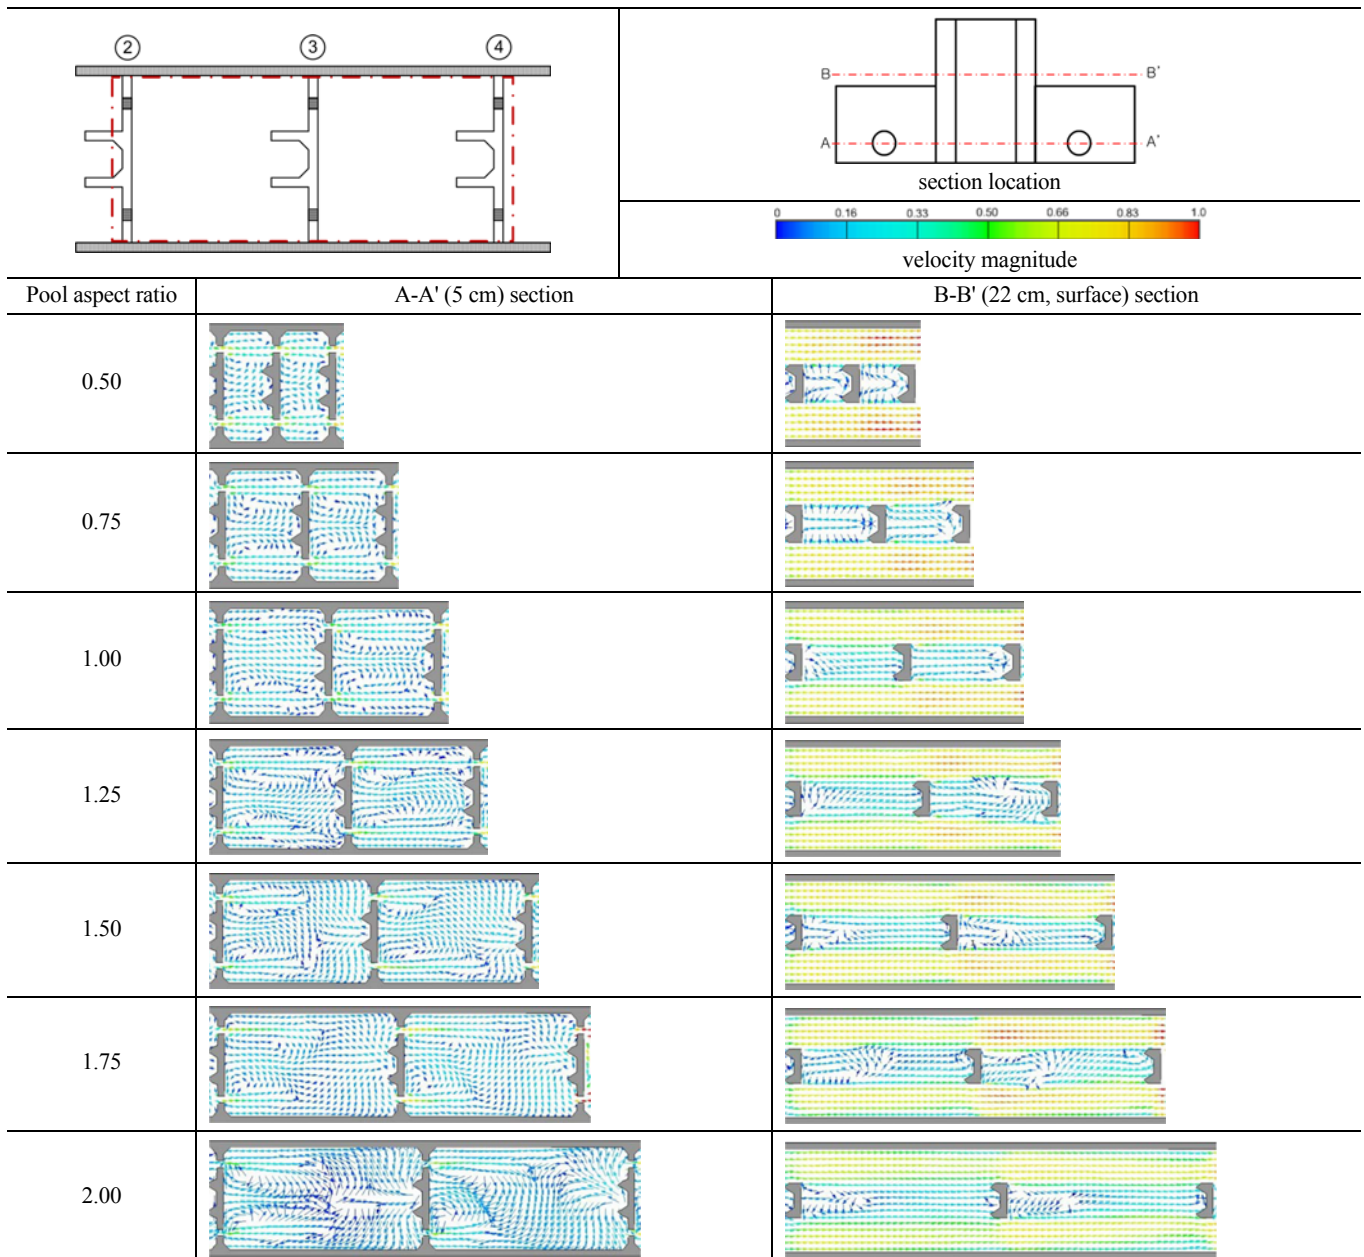 ② ③ ④
B B'
A A'
section location
0 0.16 0.33 0.50 0.66 0.83 1.0
velocity magnitude
Pool aspect ratio A-A' (5 cm) section B-B' (22 cm, surface) section
0.50
0.75
1.00
1.25
1.50
1.75
2.00